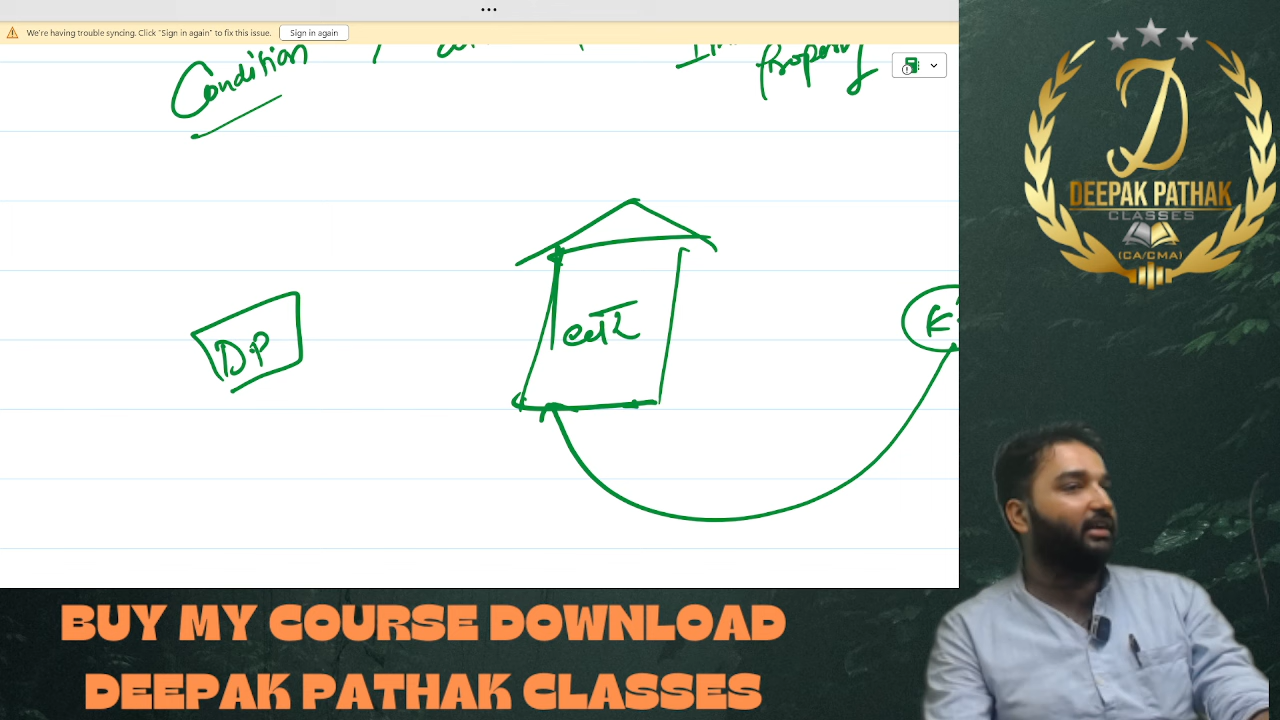 We're having trouble syncing. Click "Sign in again" to fix this issue.
Sign in again
Condition
Property
DP
D
DEEPAK PATHAK
CLASSES
(CA/CMA)
BUY MY COURSE DOWNLOAD
DEEPAK PATHAK CLASSES